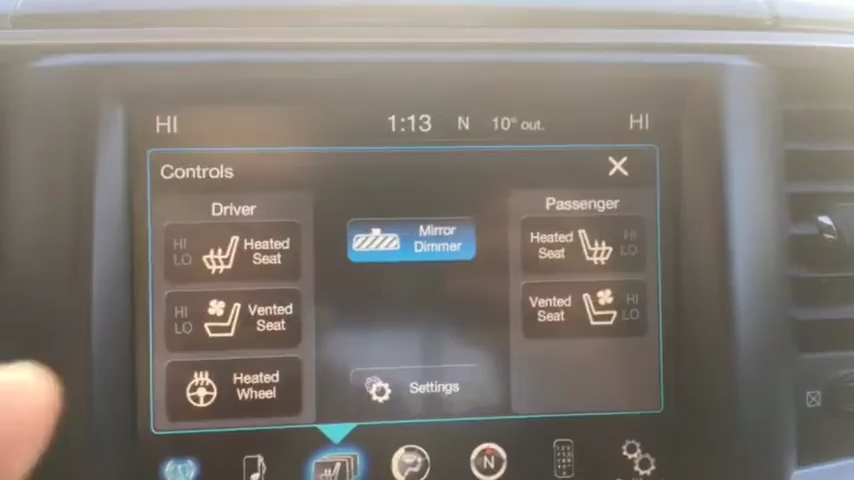 HI 1:13 N 10° out. HI
Controls
Driver
HI
LO
Heated
Seat
HI
LO
Vented
Seat
Heated
Wheel
Mirror
Dimmer
Settings
Passenger
Heated
Seat
HI
LO
Vented
Seat
HI
LO
N